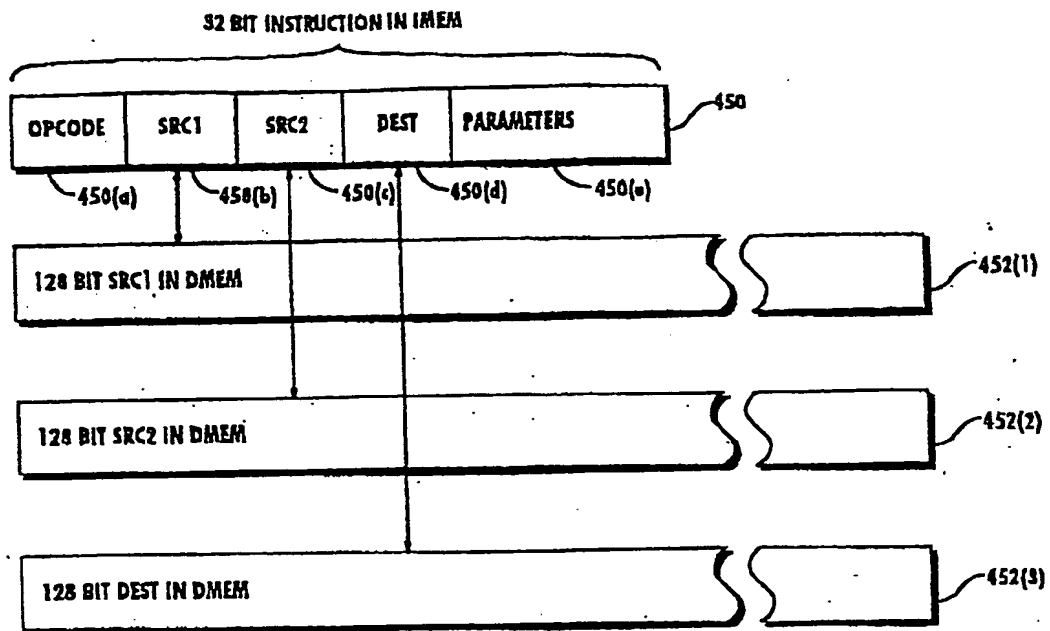 32 BIT INSTRUCTION IN IMEM
OPCODE SRC1 SRC2 DEST PARAMETERS
450
450(a) 458(b) 450(c) 450(d) 450(e)
128 BIT SRC1 IN DMEM
452(1)
128 BIT SRC2 IN DMEM
452(2)
128 BIT DEST IN DMEM
452(3)